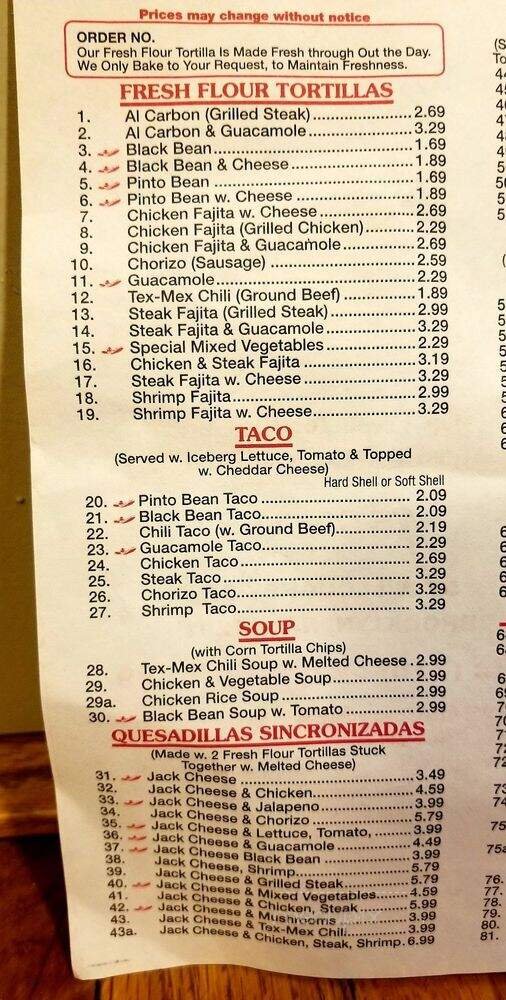 Prices may change without notice
ORDER NO.
Our Fresh Flour Tortilla Is Made Fresh through Out the Day.
We Only Bake to Your Request, to Maintain Freshness.
FRESH FLOUR TORTILLAS
1. Al Carbon (Grilled Steak)......................2.69
2. Al Carbon & Guacamole.......................3.29
3. Black Bean............................................1.69
4. Black Bean & Cheese...........................1.89
5. Pinto Bean ............................................1.69
6. Pinto Bean w. Cheese ..........................1.89
7. Chicken Fajita w. Cheese.....................2.69
8. Chicken Fajita (Grilled Chicken)...........2.29
9. Chicken Fajita & Guacamole................2.69
10. Chorizo (Sausage) ...............................2.59
11. Guacamole............................................2.29
12. Tex-Mex Chili (Ground Beef) ................1.89
13. Steak Fajita (Grilled Steak)...................2.99
14. Steak Fajita & Guacamole ...................3.29
15. Special Mixed Vegetables ....................2.29
16. Chicken & Steak Fajita .........................3.19
17. Steak Fajita w. Cheese ........................3.29
18. Shrimp Fajita.........................................2.99
19. Shrimp Fajita w. Cheese.......................3.29
TACO
(Served w. Iceberg Lettuce, Tomato & Topped
w. Cheddar Cheese)
Hard Shell or Soft Shell
20. Pinto Bean Taco.................................. 2.09
21. Black Bean Taco.................................. 2.09
22. Chili Taco (w. Ground Beef)................. 2.19
23. Guacamole Taco.................................. 2.29
24. Chicken Taco....................................... 2.69
25. Steak Taco.......................................... 3.29
26. Chorizo Taco....................................... 3.29
27. Shrimp Taco....................................... 3.29
SOUP
(with Corn Tortilla Chips)
28. Tex-Mex Chili Soup w. Melted Cheese .2.99
29. Chicken & Vegetable Soup...................2.99
29a. Chicken Rice Soup ..............................2.99
30. Black Bean Soup w. Tomato ................2.99
QUESADILLAS SINCRONIZADAS
(Made w. 2 Fresh Flour Tortillas Stuck
Together w. Melted Cheese)
31. Jack Cheese .......................................3.49
32. Jack Cheese & Chicken.......................4.59
33. Jack Cheese & Jalapeno.....................3.99
34. Jack Cheese & Chorizo .......................5.79
35. Jack Cheese & Lettuce, Tomato, .........3.99
36. Jack Cheese & Guacamole .................4.49
37. Jack Cheese Black Bean ....................3.99
38. Jack Cheese, Shrimp...........................5.79
39. Jack Cheese & Grilled Steak...............5.79
40. Jack Cheese & Mixed Vegetables.......4.59
41. Jack Cheese & Chicken, Steak ...........5.99
42. Jack Cheese & Mushrooms ................3.99
43. Jack Cheese & Tex-Mex Chili..............3.99
43a. Jack Cheese & Chicken, Steak, Shrimp.6.99
76.
77.
78.
79.
80.
81.